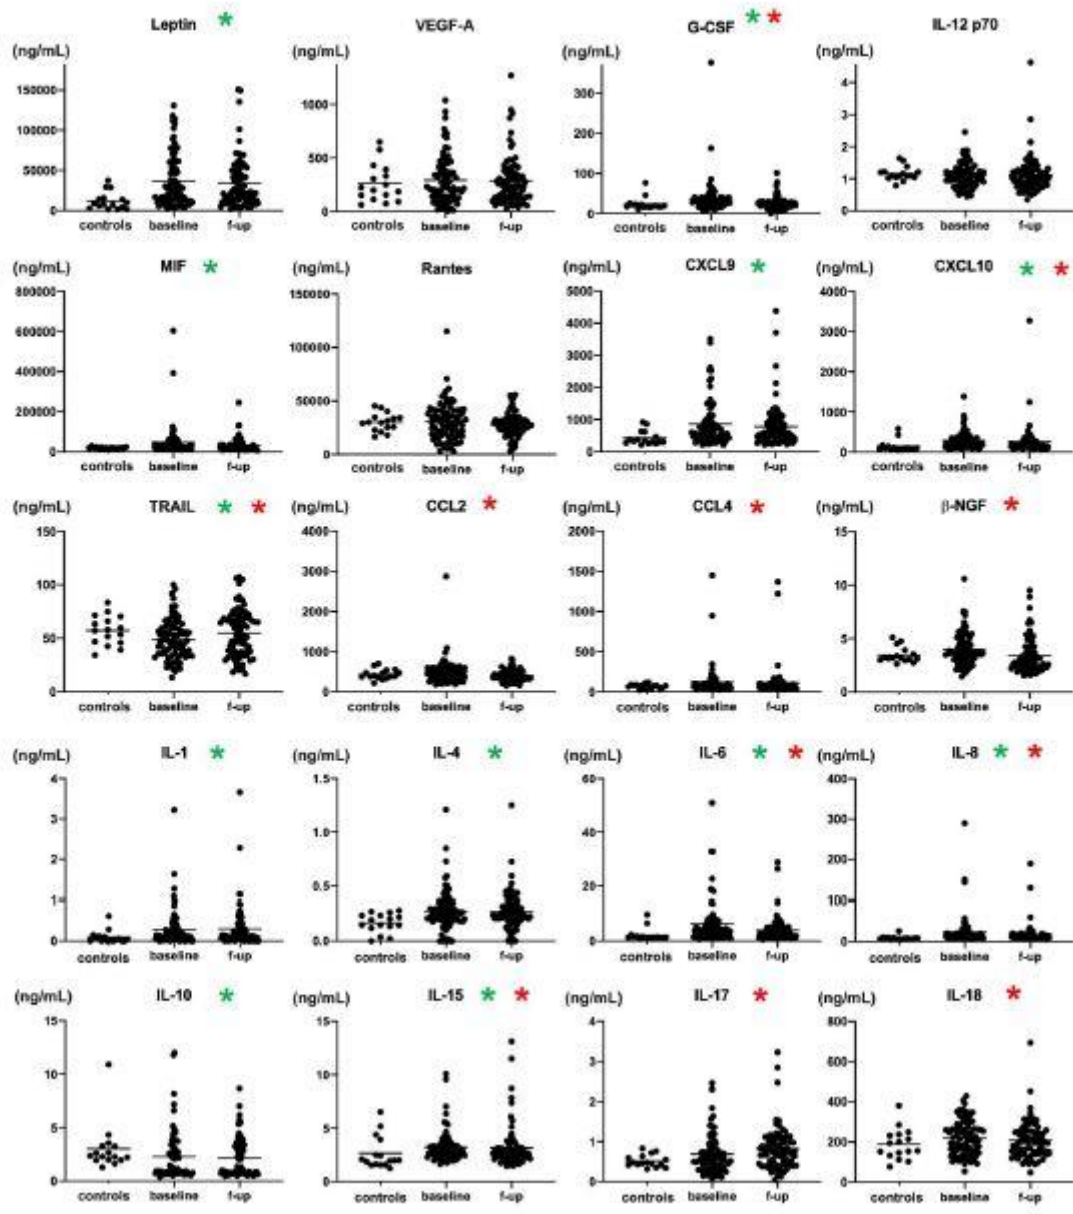 Leptin * VEGF-A G-CSF * * IL-12 p70
(ng/mL) (ng/mL) (ng/mL) (ng/mL)
150000 1000 300 4
100000 200 3
50000 500 100 2
1
0 0 0 0
controls baseline f-up controls baseline f-up controls baseline f-up controls baseline f-up
MIF * Rantes CXCL9 * CXCL10 * *
(ng/mL) (ng/mL) (ng/mL) (ng/mL)
800000 150000 5000 4000
600000 100000 4000 3000
400000 3000 2000
200000 50000 2000 1000
1000
0 0 0 0
controls baseline f-up controls baseline f-up controls baseline f-up controls baseline f-up
TRAIL * * CCL2 * CCL4 * β-NGF *
(ng/mL) (ng/mL) (ng/mL) (ng/mL)
150 4000 2000 15
100 3000 1500 10
2000 1000
50 1000 500 5
0 0 0 0
controls baseline f-up controls baseline f-up controls baseline f-up controls baseline f-up
IL-1 * IL-4 * IL-6 * * IL-8 * *
(ng/mL) (ng/mL) (ng/mL) (ng/mL)
4 1.5 60 400
3 1.0 40 300
2 200
1 0.5 20 100
0 0.0 0 0
controls baseline f-up controls baseline f-up controls baseline f-up controls baseline f-up
IL-10 * IL-15 * * IL-17 * IL-18 *
(ng/mL) (ng/mL) (ng/mL) (ng/mL)
15 15 4 800
10 10 3 600
2 400
5 5 1 200
0 0 0 0
controls baseline f-up controls baseline f-up controls baseline f-up controls baseline f-up